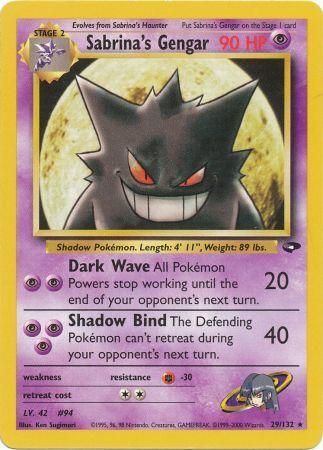 Evolves from Sabrina's Haunter
Put Sabrina's Gengar on the Stage 1 card
STAGE 2
Sabrina's Gengar 90 HP
Shadow Pokémon. Length: 4' 11", Weight: 89 lbs.
Dark Wave All Pokémon
Powers stop working until the
end of your opponent's next turn.
20
Shadow Bind The Defending
Pokémon can't retreat during
your opponent's next turn.
40
weakness
resistance
-30
retreat cost
LV. 42 #94
Illus. Ken Sugimori
©1995, 96, 98 Nintendo, Creatures, GAMEFREAK. ©1999-2000 Wizards.
29/132 ★